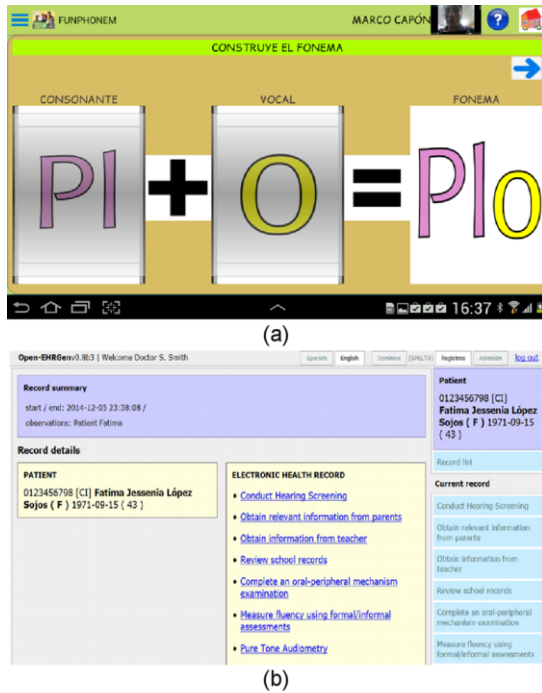 FUNPHONEM
MARCO CAPÓN
?
CONSTRUYE EL FONEMA
CONSONANTE
VOCAL
FONEMA
Pl + O = Plo
16:37
(a)
Open-EHRGenv0.8b3 | Welcome Doctor S. Smith
Spanish
English
Dominios
Registros
Admisión
log out
Record summary
start / end: 2014-12-05 23:38:08 /
observations: Patient Fatima
Record details
PATIENT
0123456798 [CI] Fatima Jessenia López
Sojos ( F ) 1971-09-15 ( 43 )
ELECTRONIC HEALTH RECORD
• Conduct Hearing Screening
• Obtain relevant information from parents
• Obtain information from teacher
• Review school records
• Complete an oral-peripheral mechanism
examination
• Measure fluency using formal/informal
assessments
• Pure Tone Audiometry
Patient
0123456798 [CI]
Fatima Jessenia López
Sojos ( F ) 1971-09-15
( 43 )
Record list
Current record
Conduct Hearing Screening
Obtain relevant information
from parents
Obtain information from
teacher
Review school records
Complete an oral-peripheral
mechanism examination
Measure fluency using
formal/informal assessments
(b)